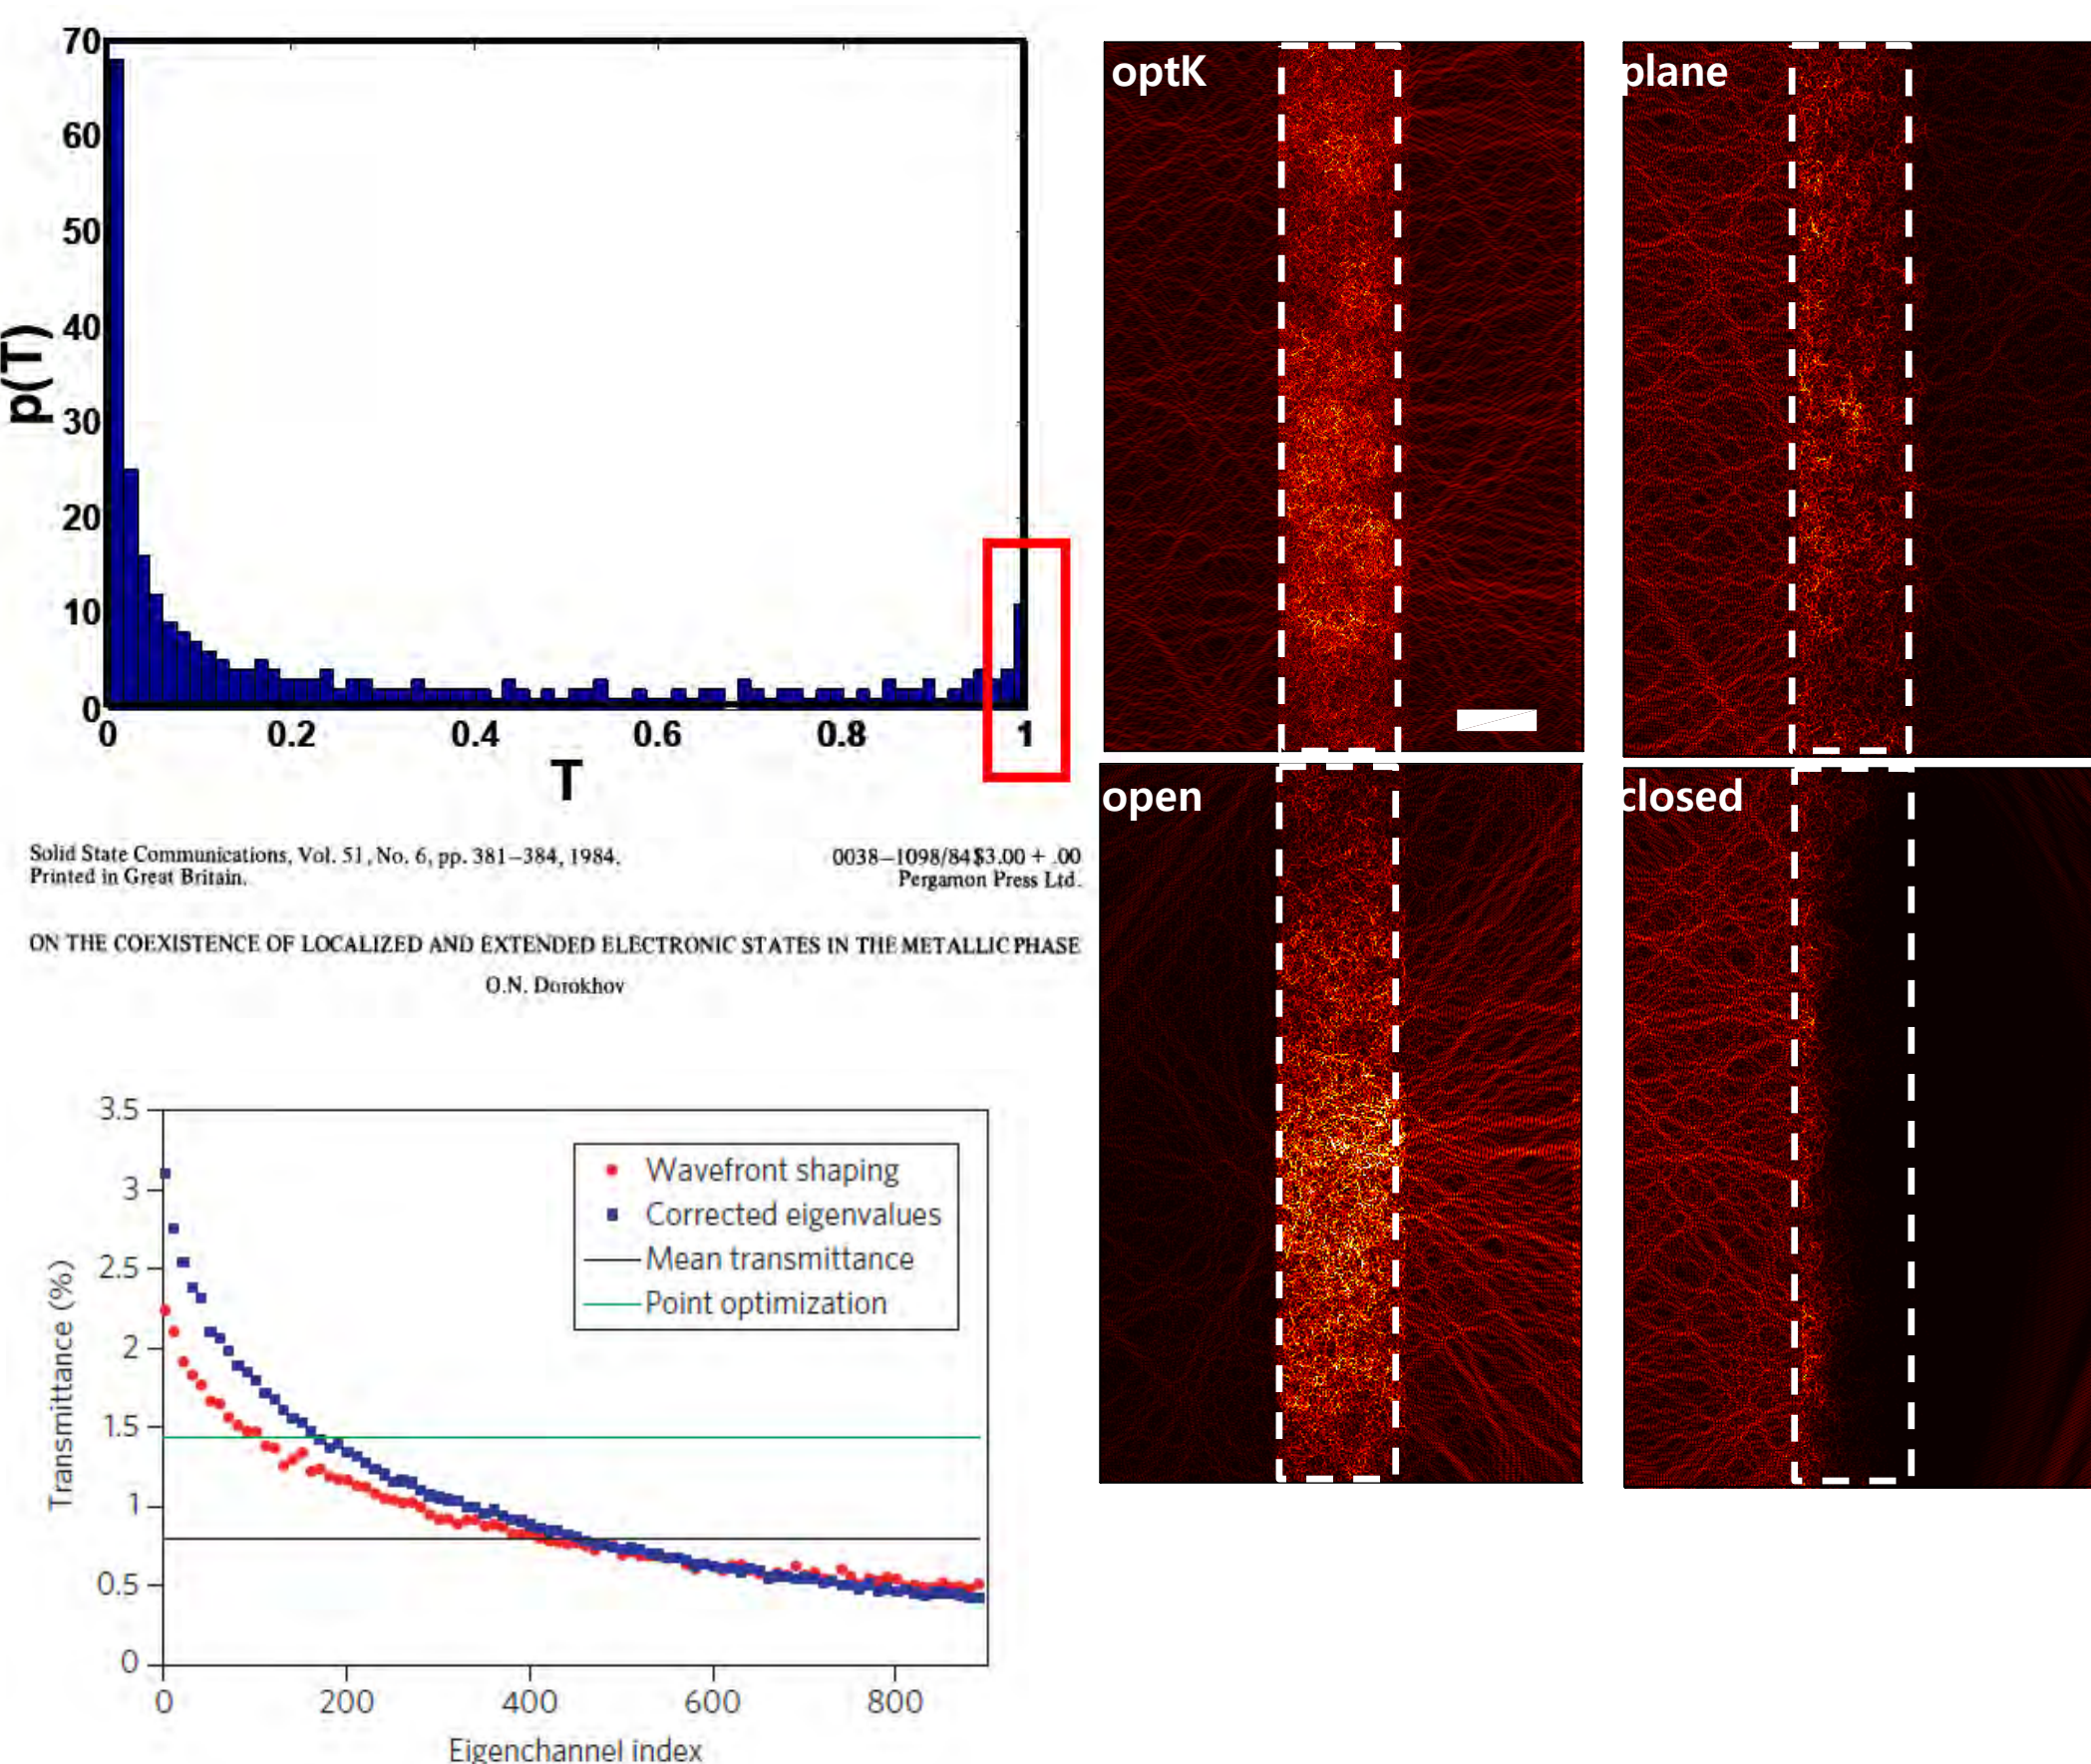 70
60
50
40
30
20
10
0
p(T)
0 0.2 0.4 0.6 0.8 1
T
optK
plane
open
closed
Solid State Communications, Vol. 51, No. 6, pp. 381–384, 1984.
Printed in Great Britain.
0038–1098/84$3.00 + .00
Pergamon Press Ltd.
ON THE COEXISTENCE OF LOCALIZED AND EXTENDED ELECTRONIC STATES IN THE METALLIC PHASE
O.N. Dorokhov
3.5
3
2.5
2
1.5
1
0.5
0
Transmittance (%)
Wavefront shaping
Corrected eigenvalues
Mean transmittance
Point optimization
0 200 400 600 800
Eigenchannel index